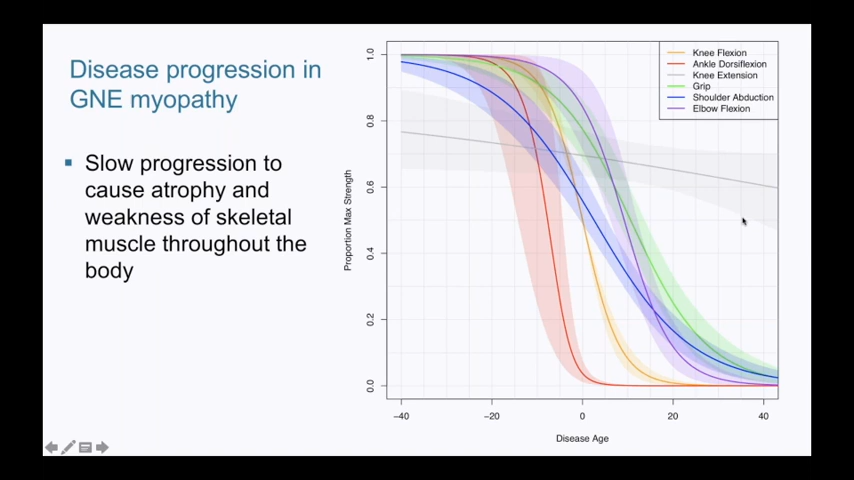 Disease progression in
GNE myopathy
▪ Slow progression to
cause atrophy and
weakness of skeletal
muscle throughout the
body
Knee Flexion
Ankle Dorsiflexion
Knee Extension
Grip
Shoulder Abduction
Elbow Flexion
Proportion Max Strength
1.0
0.8
0.6
0.4
0.2
0.0
−40 −20 0 20 40
Disease Age